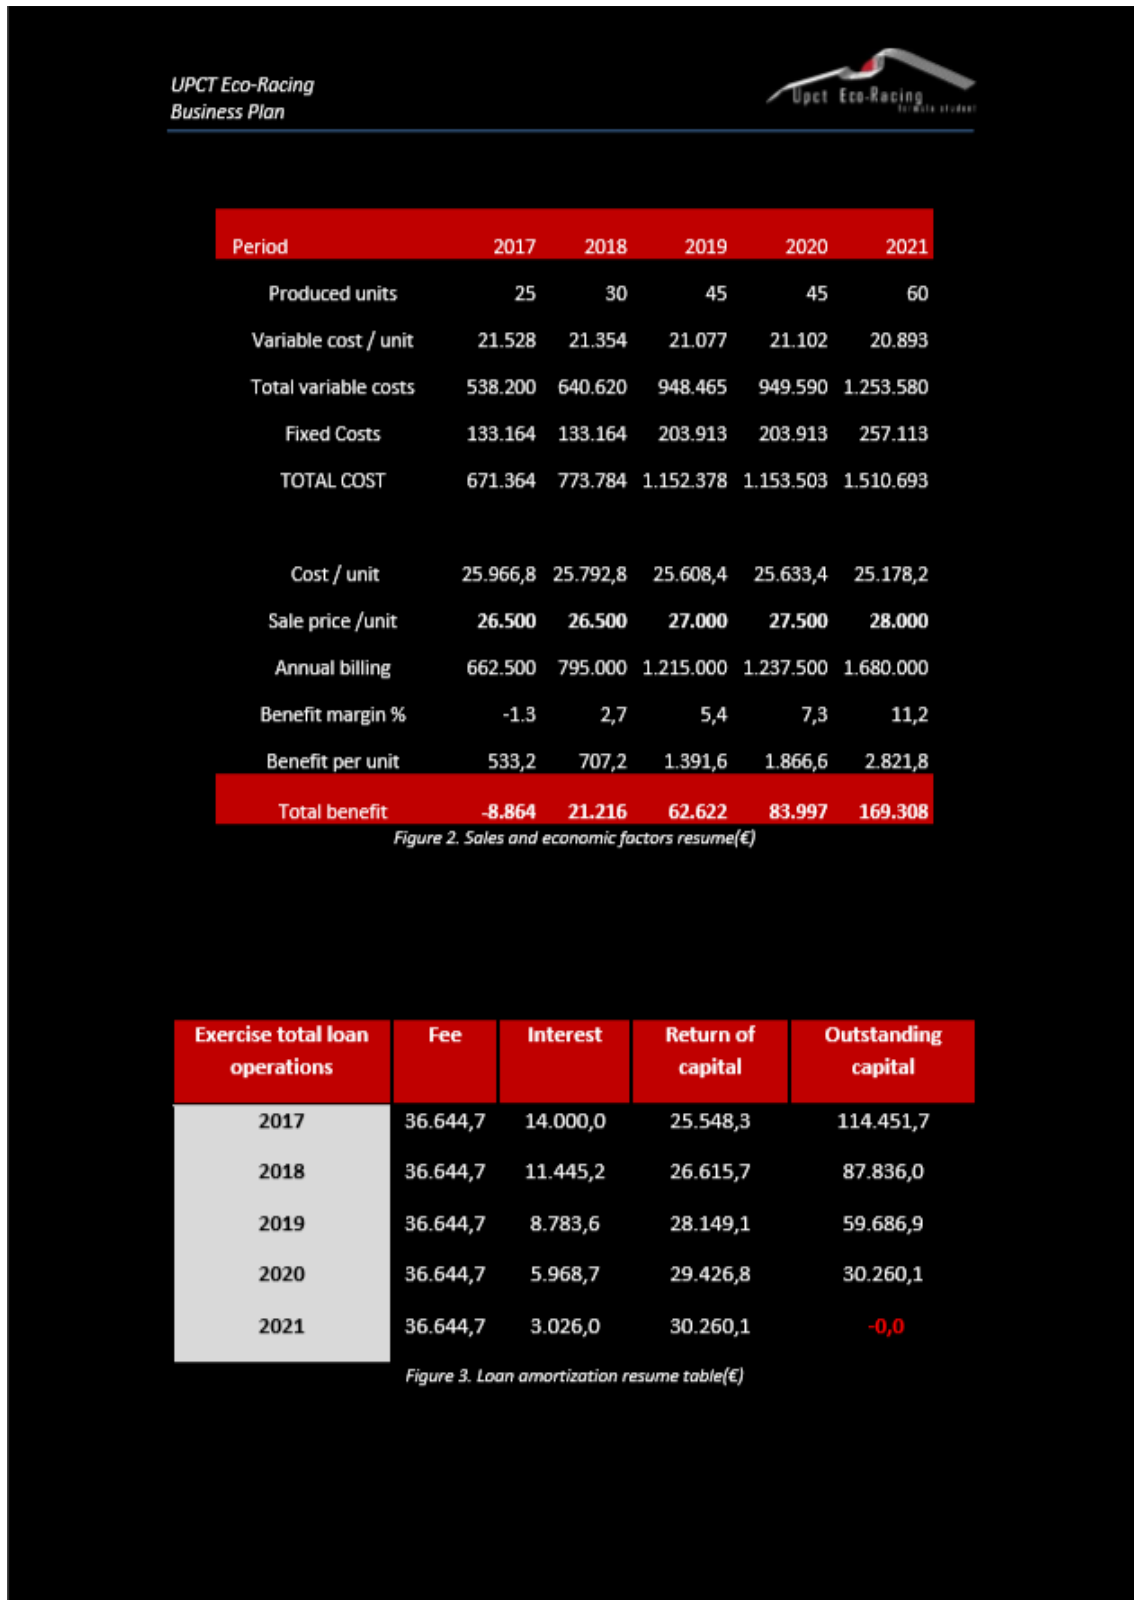 UPCT Eco-Racing
Business Plan
Upct Eco-Racing
formula student
Period 2017 2018 2019 2020 2021
Produced units 25 30 45 45 60
Variable cost / unit 21.528 21.354 21.077 21.102 20.893
Total variable costs 538.200 640.620 948.465 949.590 1.253.580
Fixed Costs 133.164 133.164 203.913 203.913 257.113
TOTAL COST 671.364 773.784 1.152.378 1.153.503 1.510.693
Cost / unit 25.966,8 25.792,8 25.608,4 25.633,4 25.178,2
Sale price /unit 26.500 26.500 27.000 27.500 28.000
Annual billing 662.500 795.000 1.215.000 1.237.500 1.680.000
Benefit margin % -1.3 2,7 5,4 7,3 11,2
Benefit per unit 533,2 707,2 1.391,6 1.866,6 2.821,8
Total benefit -8.864 21.216 62.622 83.997 169.308
Figure 2. Sales and economic factors resume(€)
Exercise total loan operations Fee Interest Return of capital Outstanding capital
2017 36.644,7 14.000,0 25.548,3 114.451,7
2018 36.644,7 11.445,2 26.615,7 87.836,0
2019 36.644,7 8.783,6 28.149,1 59.686,9
2020 36.644,7 5.968,7 29.426,8 30.260,1
2021 36.644,7 3.026,0 30.260,1 -0,0
Figure 3. Loan amortization resume table(€)